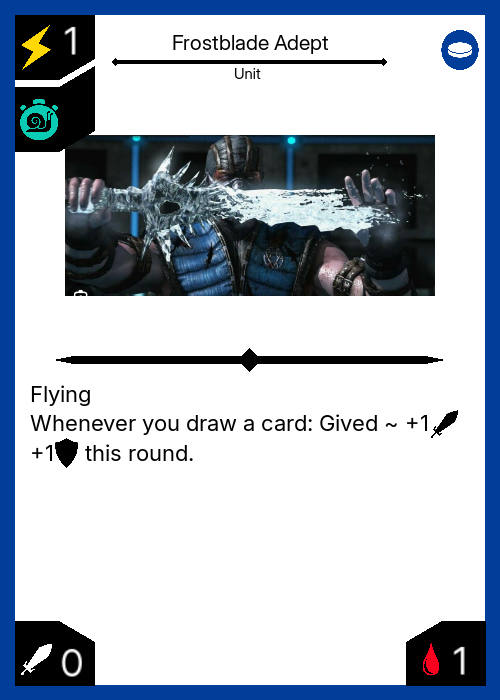 1
Frostblade Adept
Unit
Flying
Whenever you draw a card: Gived ~ +1
+1 this round.
0
1